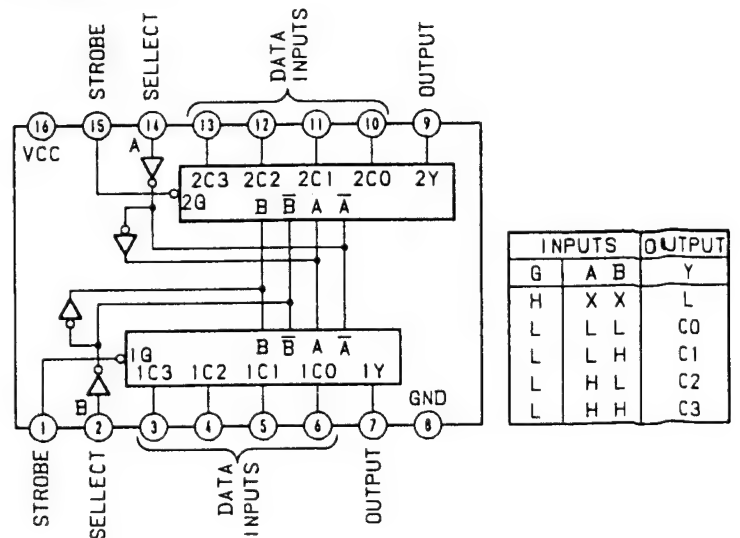 STROBE
SELLECT
DATA
INPUTS
OUTPUT
16 15 14 13 12 11 10 9
VCC
A
2C3 2C2 2C1 2C0 2Y
2G
B B̅ A A̅
B B̅ A A̅
1G
1C3 1C2 1C1 1C0 1Y
B
GND
1 2 3 4 5 6 7 8
STROBE
SELLECT
DATA
INPUTS
OUTPUT
INPUTS OUTPUT
G A B̅ Y
H X X L
L L L C0
L L H C1
L H L C2
L H H C3